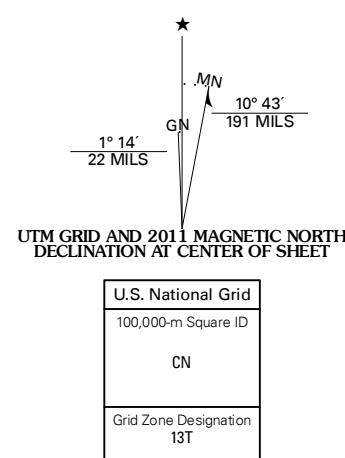 ★
MN
10° 43´
191 MILS
GN
1° 14´
22 MILS
UTM GRID AND 2011 MAGNETIC NORTH
DECLINATION AT CENTER OF SHEET
U.S. National Grid
100,000-m Square ID
CN
Grid Zone Designation
13T